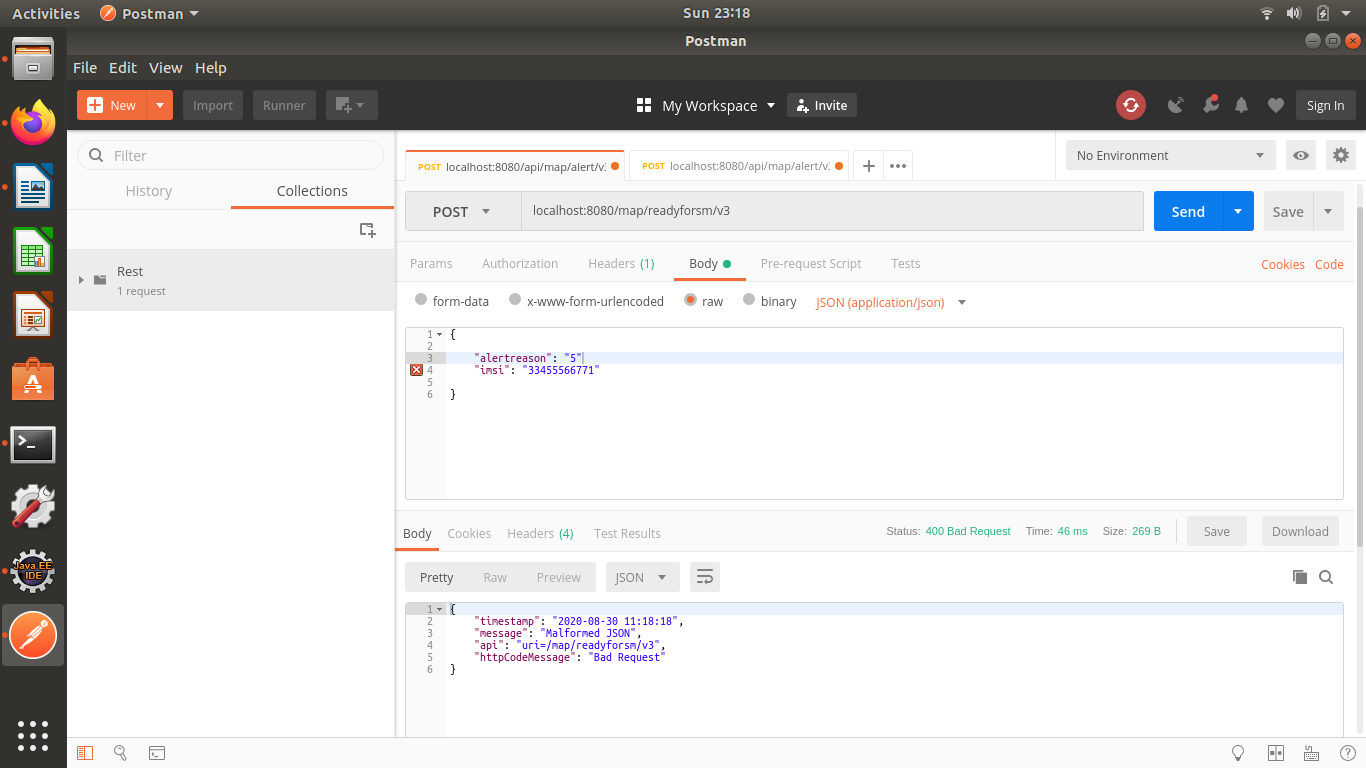 Activities Postman Sun 23:18
Postman
File Edit View Help
New Import Runner My Workspace Invite Sign In
Filter
History Collections
Rest
1 request
POST localhost:8080/api/map/alert/v: POST localhost:8080/api/map/alert/v: No Environment
POST localhost:8080/map/readyforsm/v3 Send Save
Params Authorization Headers (1) Body Pre-request Script Tests Cookies Code
form-data x-www-form-urlencoded raw binary JSON (application/json)
1 {
2
3 "alertreason": "5"
4 "imsi": "33455566771"
5
6 }
Body Cookies Headers (4) Test Results Status: 400 Bad Request Time: 46 ms Size: 269 B Save Download
Pretty Raw Preview JSON
1 {
2 "timestamp": "2020-08-30 11:18:18",
3 "message": "Malformed JSON",
4 "api": "uri=/map/readyforsm/v3",
5 "httpCodeMessage": "Bad Request"
6 }
Java EE
IDE